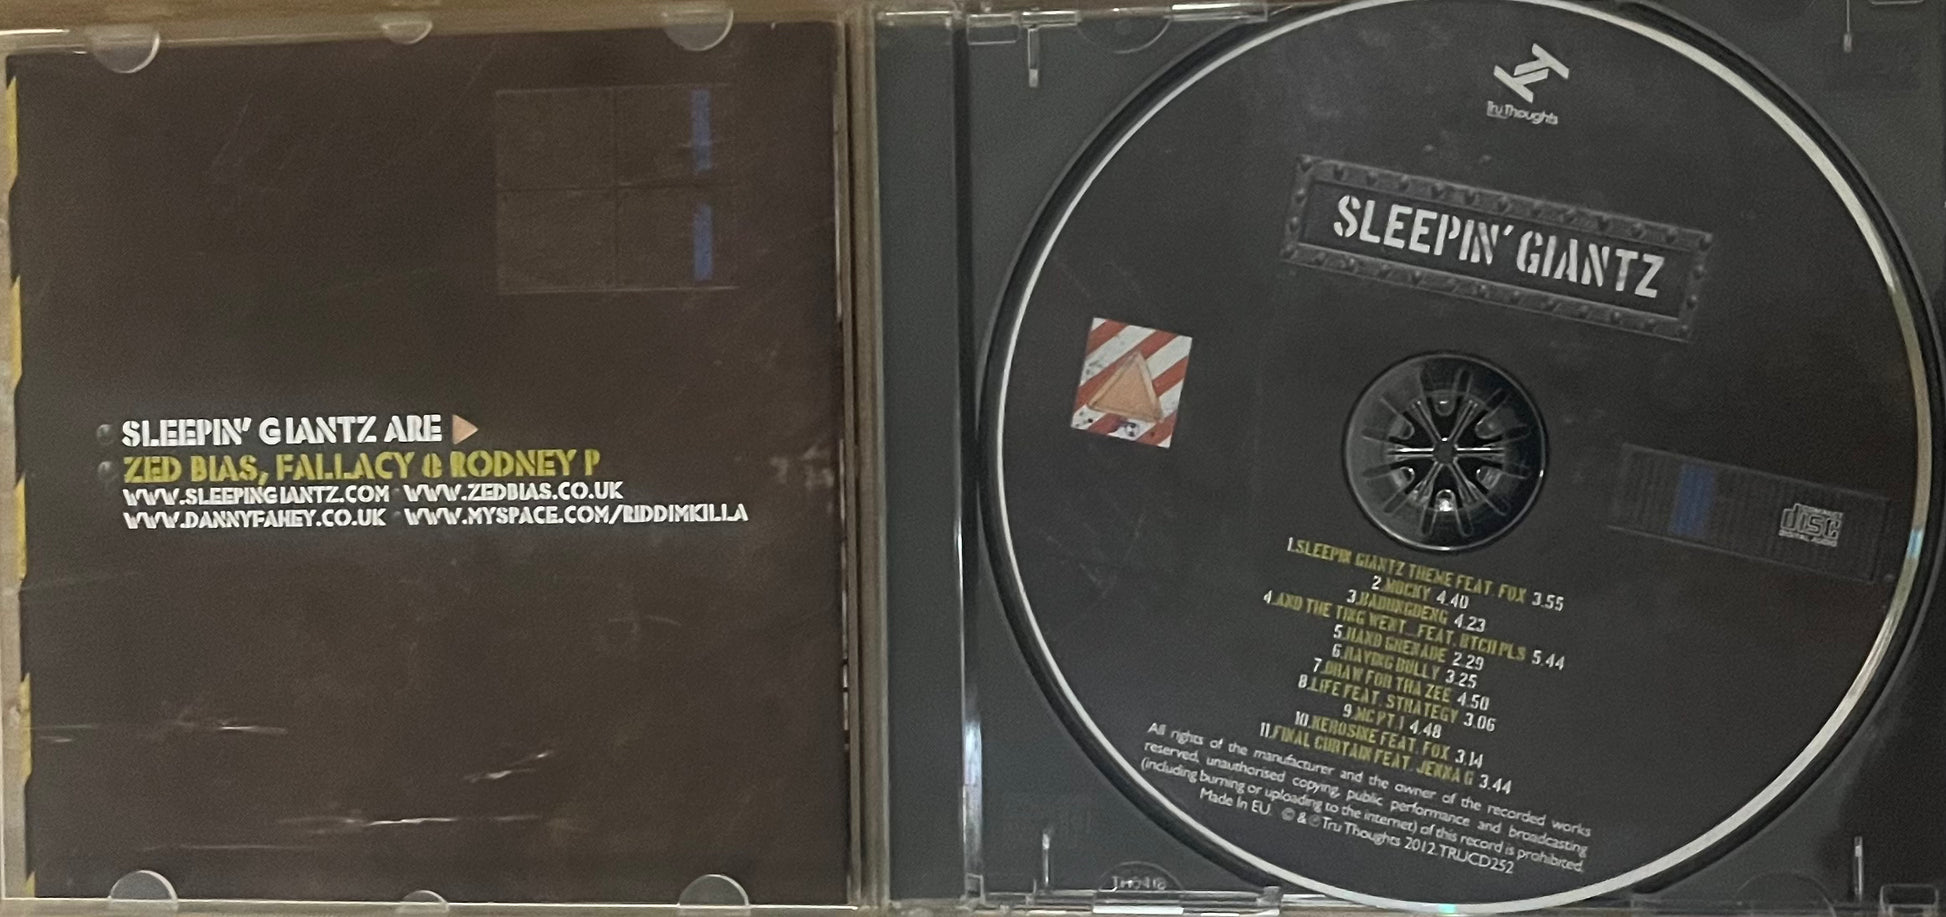 SLEEPIN' GIANTZ ARE
ZED BIAS, FALLACY & RODNEY P
WWW.SLEEPINGIANTZ.COM WWW.ZEDBIAS.CO.UK
WWW.DANNYFAHEY.CO.UK WWW.MYSPACE.COM/RIDDIMKILLA
Tru Thoughts
SLEEPIN' GIANTZ
COMPACT
disc
DIGITAL AUDIO
1.SLEEPIN GIANTZ THEME FEAT. FOX 3.55
2.MOCKY 4.40
3.BADUNGDENG 4.23
4.AND THE TING WENT... FEAT. BTCHPLS 5.44
5.HAND GRENADE 2.29
6.RAVING BULLY 3.25
7.DRAW FOR THA ZEE 4.50
8.LIFE FEAT. STRATEGY 3.06
9.MC PT.1 4.48
10.KEROSINE FEAT. FOX 3.14
11.FINAL CURTAIN FEAT. JENNA G 3.44
All rights of the manufacturer and the owner of the recorded works
reserved, unauthorised copying, public performance and broadcasting
(including burning or uploading to the internet) of this record is prohibited.
Made In EU. © & ℗ Tru Thoughts 2012.TRUCD252